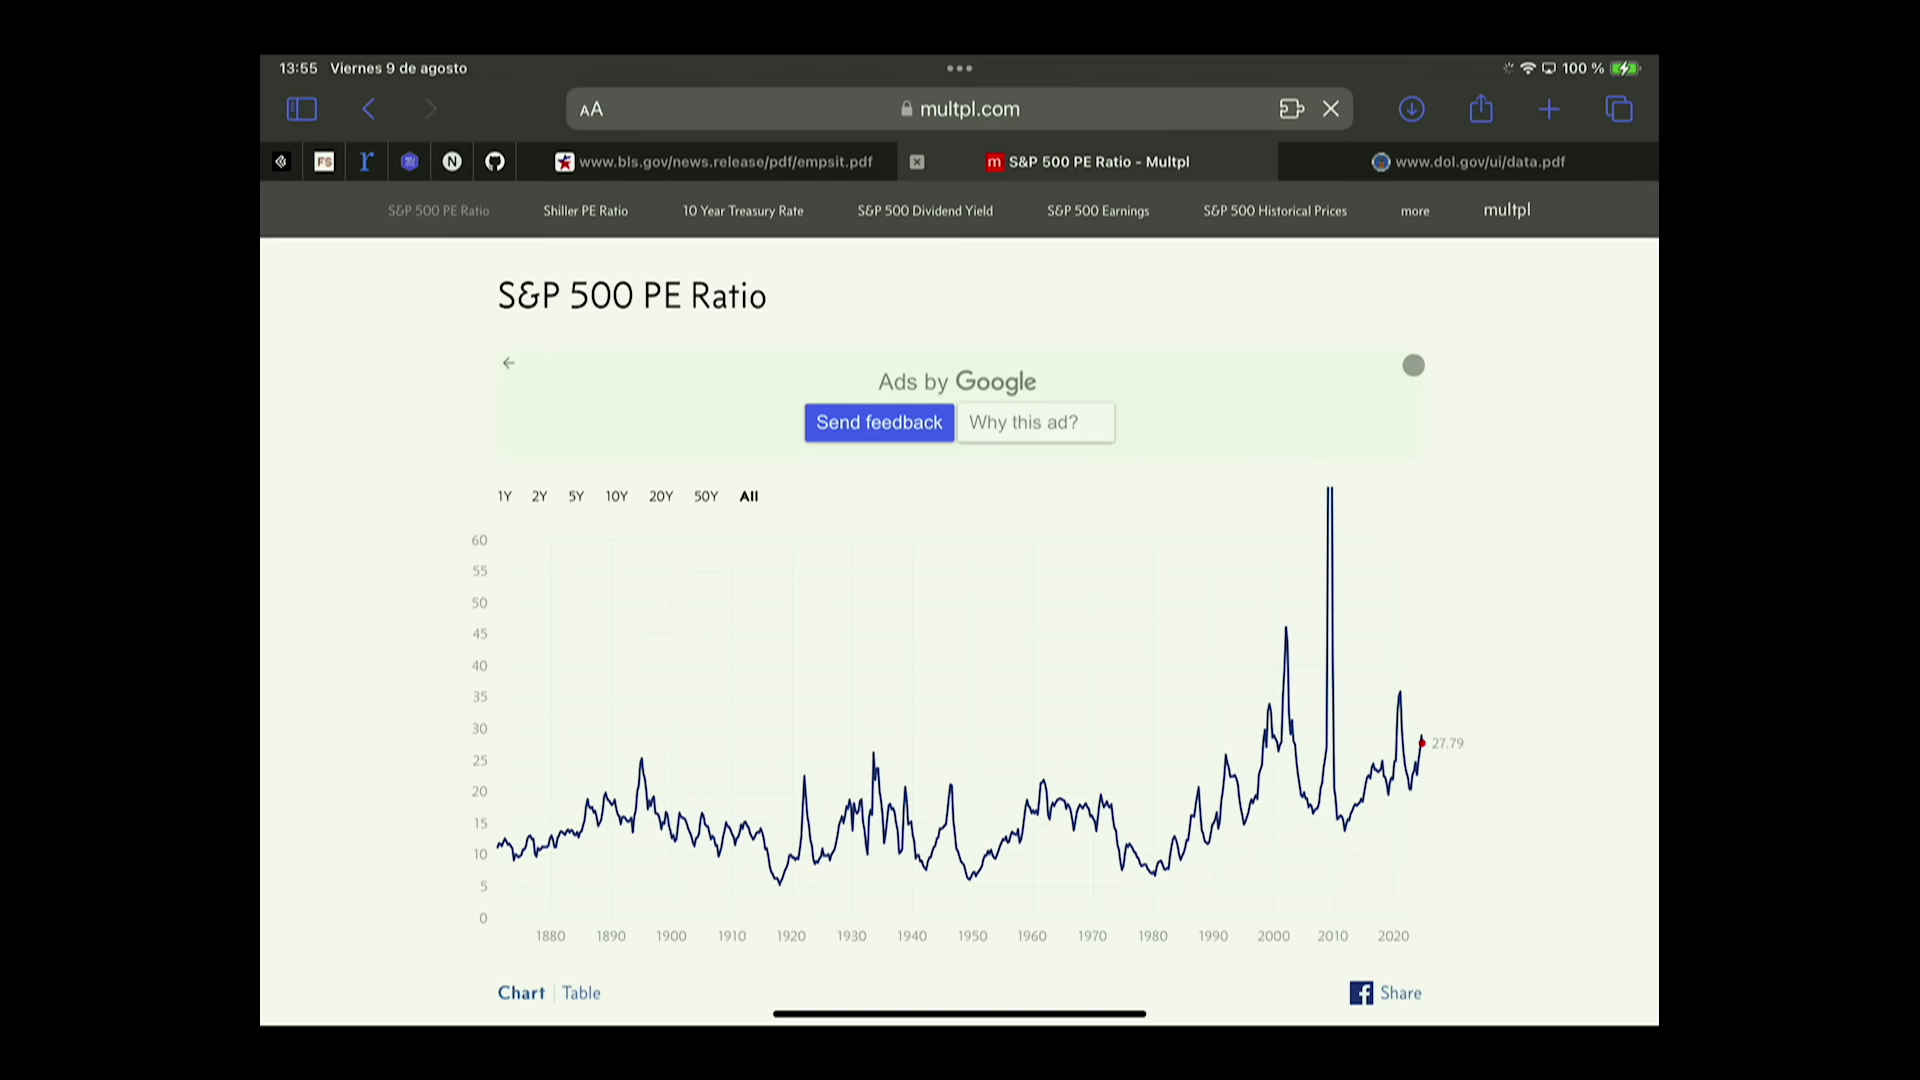 13:55 Viernes 9 de agosto
100 %
AA
multpl.com
FS
r
N
www.bls.gov/news.release/pdf/empsit.pdf
m S&P 500 PE Ratio - Multpl
www.dol.gov/ui/data.pdf
S&P 500 PE Ratio
Shiller PE Ratio
10 Year Treasury Rate
S&P 500 Dividend Yield
S&P 500 Earnings
S&P 500 Historical Prices
more
multpl
S&P 500 PE Ratio
Ads by Google
Send feedback
Why this ad?
1Y 2Y 5Y 10Y 20Y 50Y All
60
55
50
45
40
35
30
27.79
25
20
15
10
5
0
1880 1890 1900 1910 1920 1930 1940 1950 1960 1970 1980 1990 2000 2010 2020
Chart Table
f Share